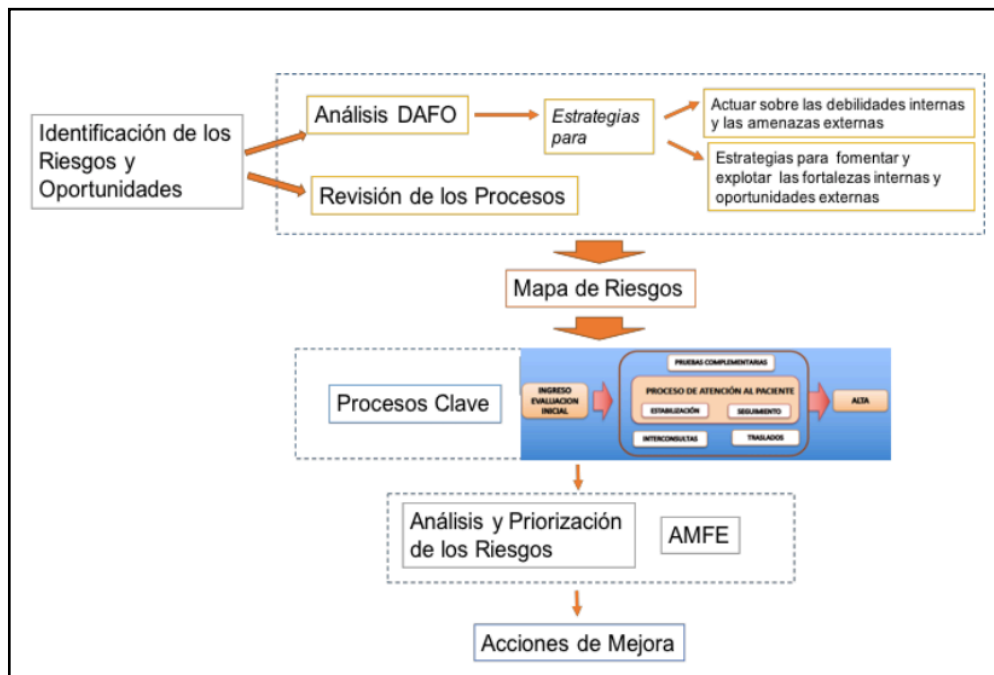 Identificación de los
Riesgos y
Oportunidades
Análisis DAFO
Estrategias
para
Actuar sobre las debilidades internas
y las amenazas externas
Estrategias para fomentar y
explotar las fortalezas internas y
oportunidades externas
Revisión de los Procesos
Mapa de Riesgos
Procesos Clave
INGRESO
EVALUACION
INICIAL
PRUEBAS COMPLEMENTARIAS
PROCESO DE ATENCIÓN AL PACIENTE
ESTABILIZACIÓN
SEGUIMIENTO
INTERCONSULTAS
TRASLADOS
ALTA
Análisis y Priorización
de los Riesgos
AMFE
Acciones de Mejora